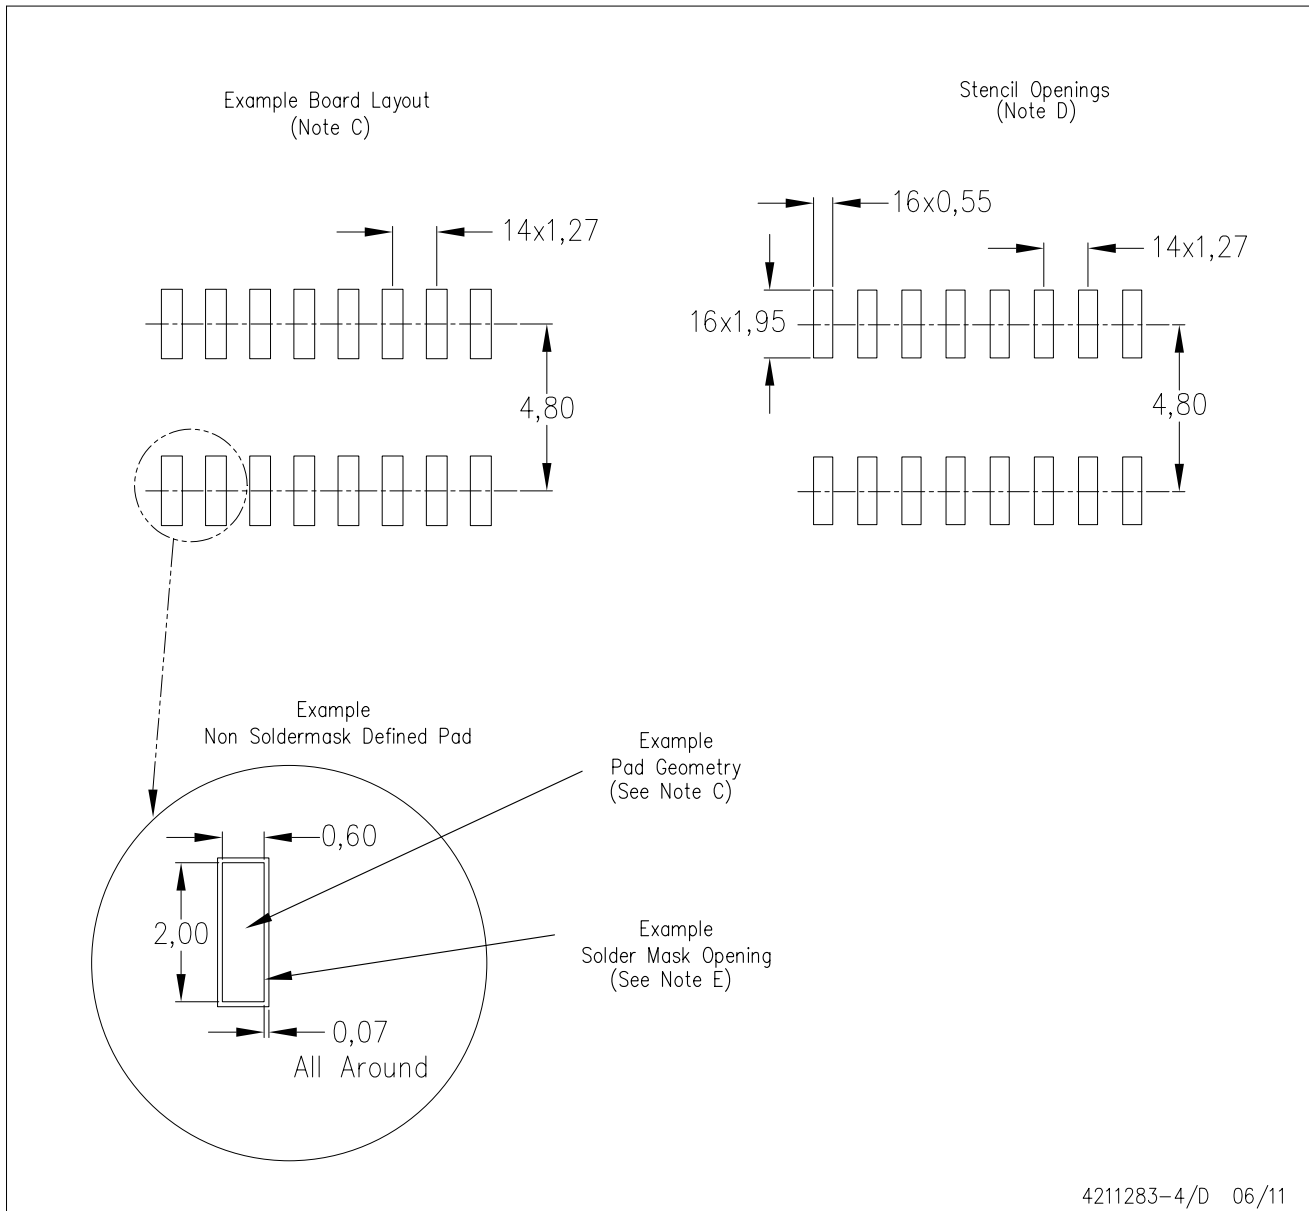 Example Board Layout
(Note C)
Stencil Openings
(Note D)
16x0,55
14x1,27
14x1,27
16x1,95
4,80
4,80
Example
Non Soldermask Defined Pad
Example
Pad Geometry
(See Note C)
0,60
2,00
Example
Solder Mask Opening
(See Note E)
0,07
All Around
4211283-4/D 06/11